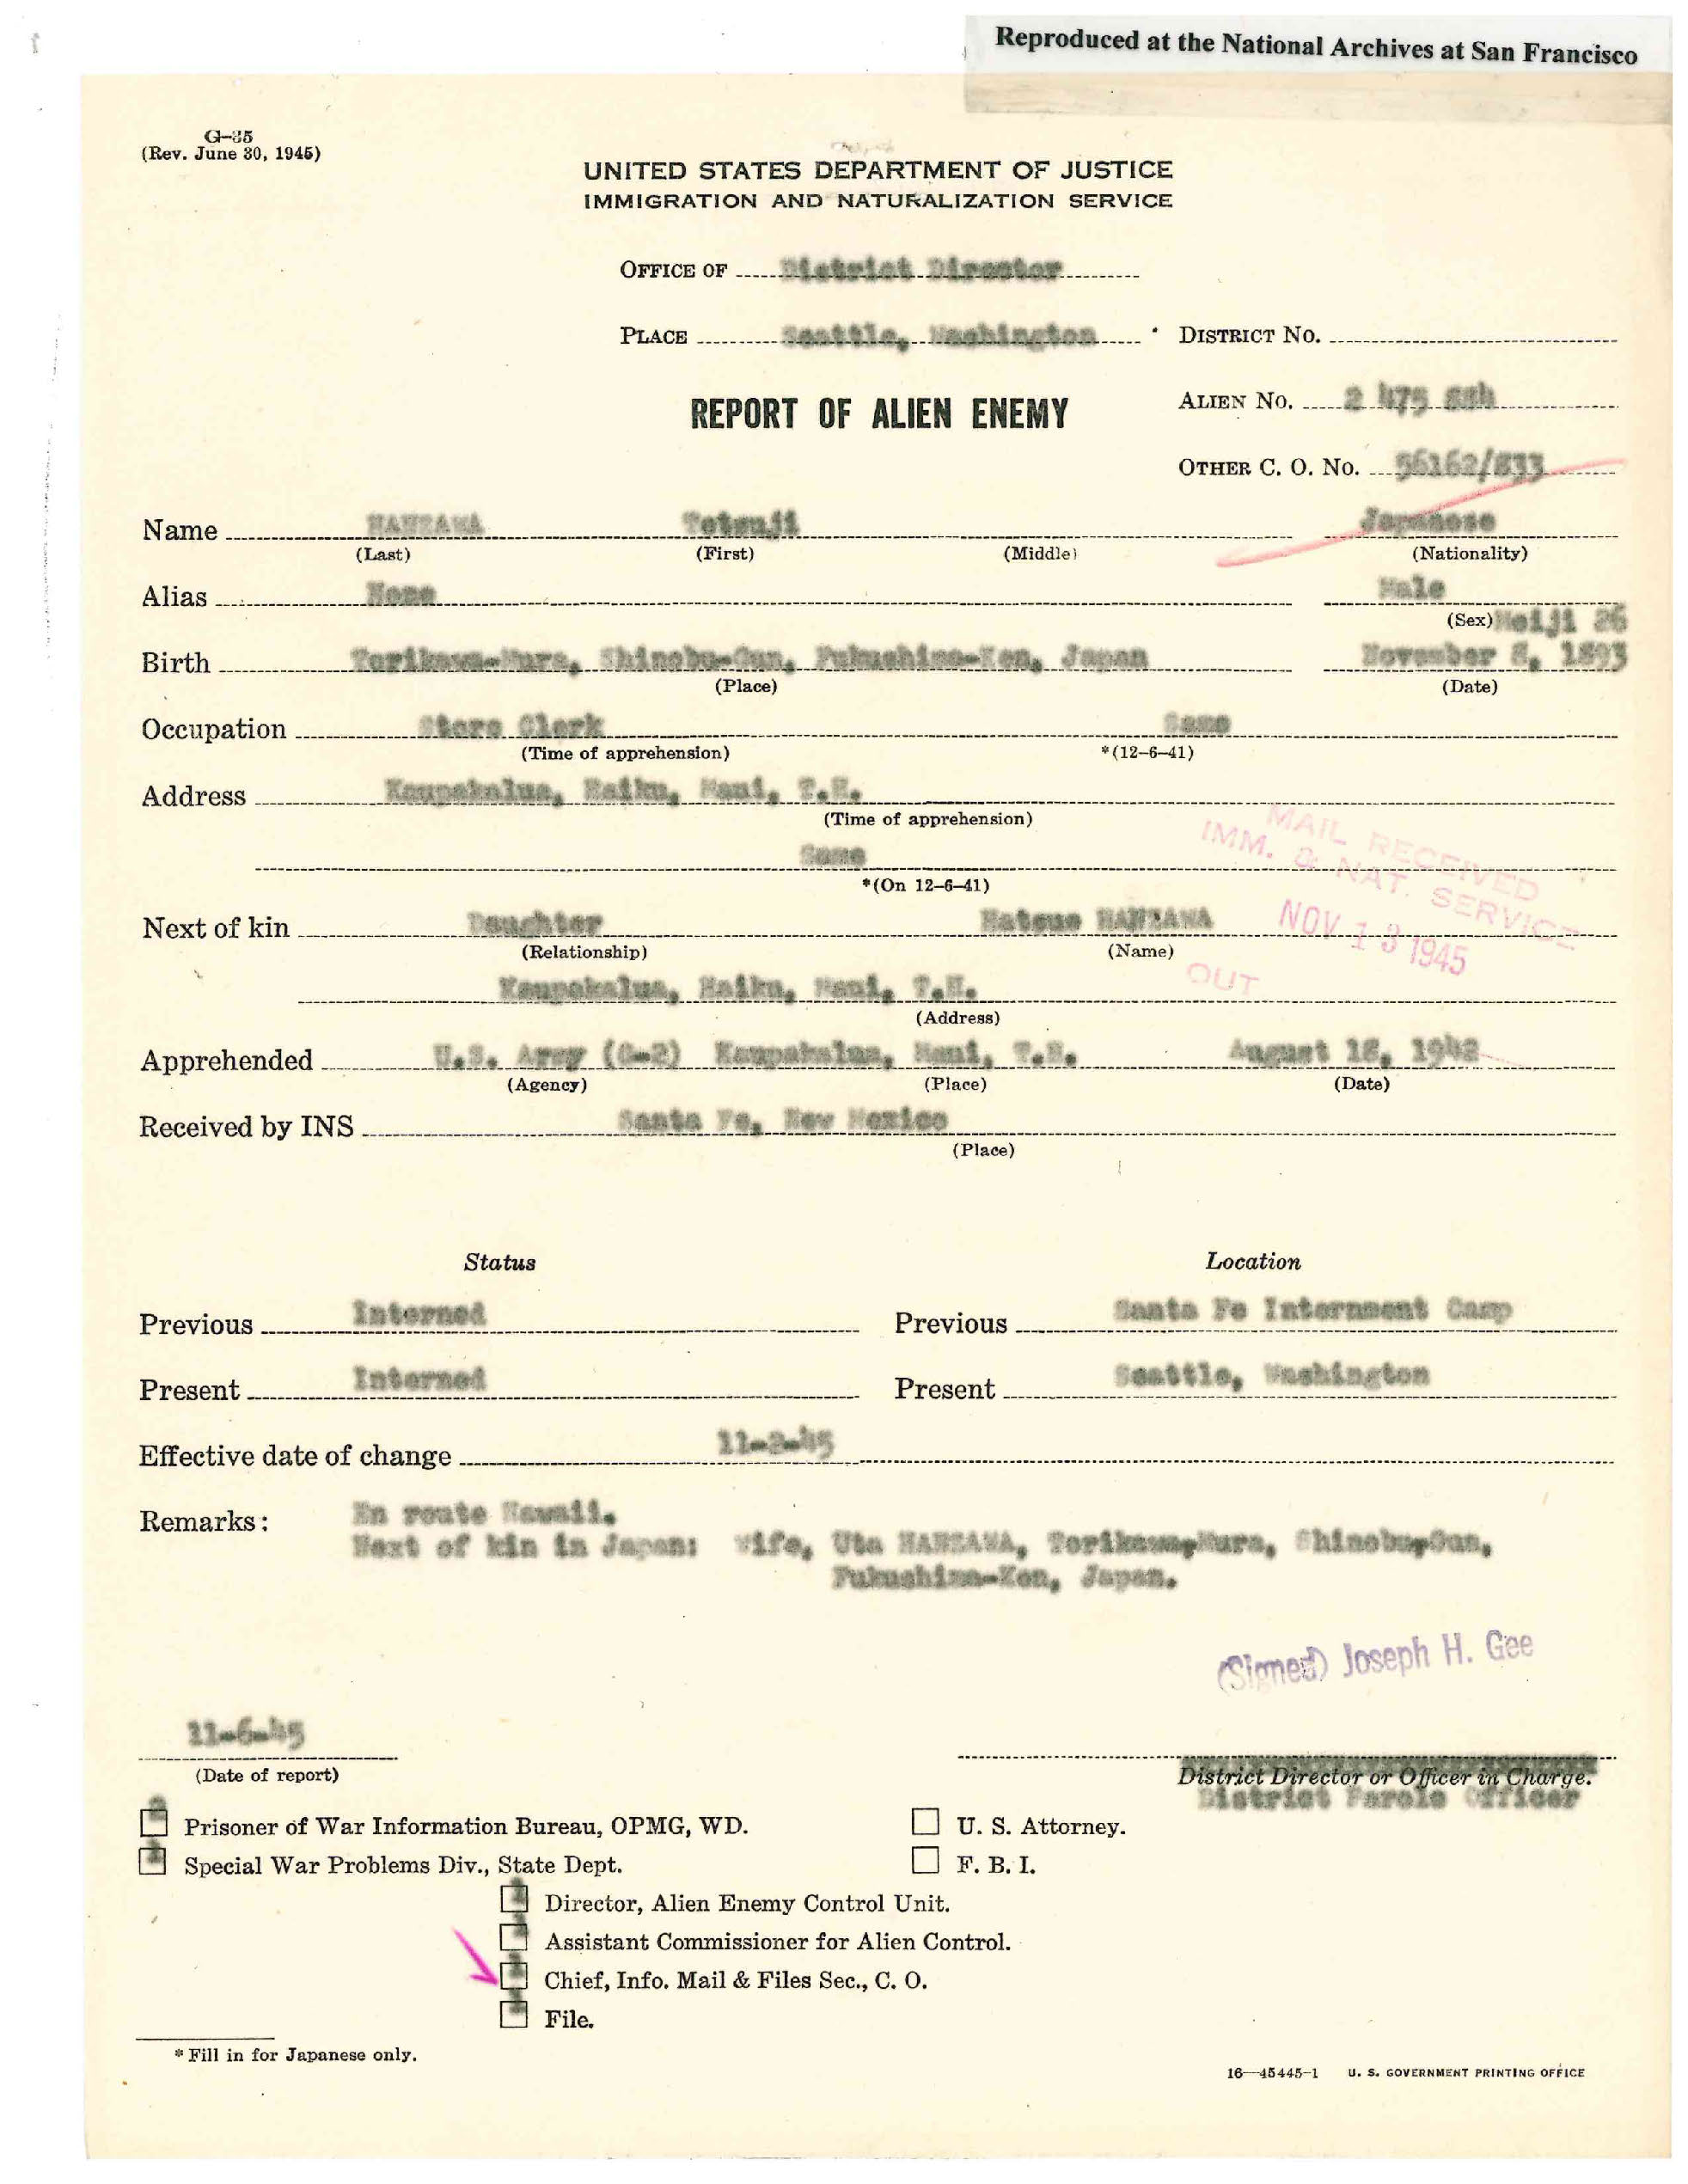 Reproduced at the National Archives at San Francisco
G-35
(Rev. June 30, 1945)
UNITED STATES DEPARTMENT OF JUSTICE
IMMIGRATION AND NATURALIZATION SERVICE
OFFICE OF District Director
PLACE Seattle, Washington DISTRICT No.
REPORT OF ALIEN ENEMY
ALIEN No. 2 475
OTHER C. O. No. 56162/833
Name HANZAWA Tetsuji Japanese
(Last) (First) (Middle) (Nationality)
Alias None Male
(Sex) Meiji 26
Birth Torikawa-Mura, Shinobu-Gun, Fukushima-Ken, Japan November 1893
(Place) (Date)
Occupation Store Clerk Same
(Time of apprehension) *(12-6-41)
Address Kaupakalua, Haiku, Maui, T.H.
(Time of apprehension)
Same
*(On 12-6-41)
MAIL RECEIVED
IMM. & NAT. SERVICE
NOV 13 1945
OUT
Next of kin Daughter Matsue HANZAWA
(Relationship) (Name)
Kaupakalua, Haiku, Maui, T.H.
(Address)
Apprehended U.S. Army (G-2) Kaupakalua, Maui, T.H. August 1942
(Agency) (Place) (Date)
Received by INS Santa Fe, New Mexico
(Place)
Status Location
Previous Interned Previous Santa Fe Internment Camp
Present Interned Present Seattle, Washington
Effective date of change 11-2-45
Remarks: En route Hawaii.
Next of kin in Japan: wife, Uta HANZAWA, Torikawa-Mura, Shinobu-Gun,
Fukushima-Ken, Japan.
(Signed) Joseph H. Gee
11-6-45
(Date of report) District Director or Officer in Charge.
District Parole Officer
Prisoner of War Information Bureau, OPMG, WD. U. S. Attorney.
Special War Problems Div., State Dept. F. B. I.
Director, Alien Enemy Control Unit.
Assistant Commissioner for Alien Control.
Chief, Info. Mail & Files Sec., C. O.
File.
* Fill in for Japanese only.
16—45445-1 U. S. GOVERNMENT PRINTING OFFICE